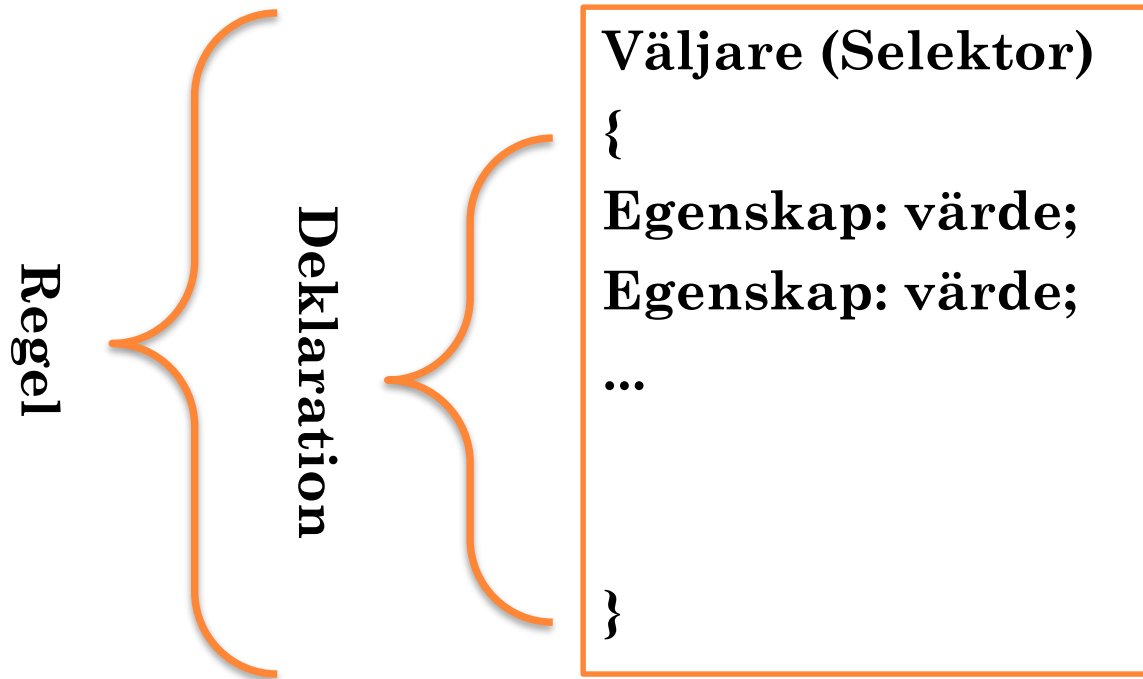 Regel
Deklaration
Väljare (Selektor)
{
Egenskap: värde;
Egenskap: värde;
...
}